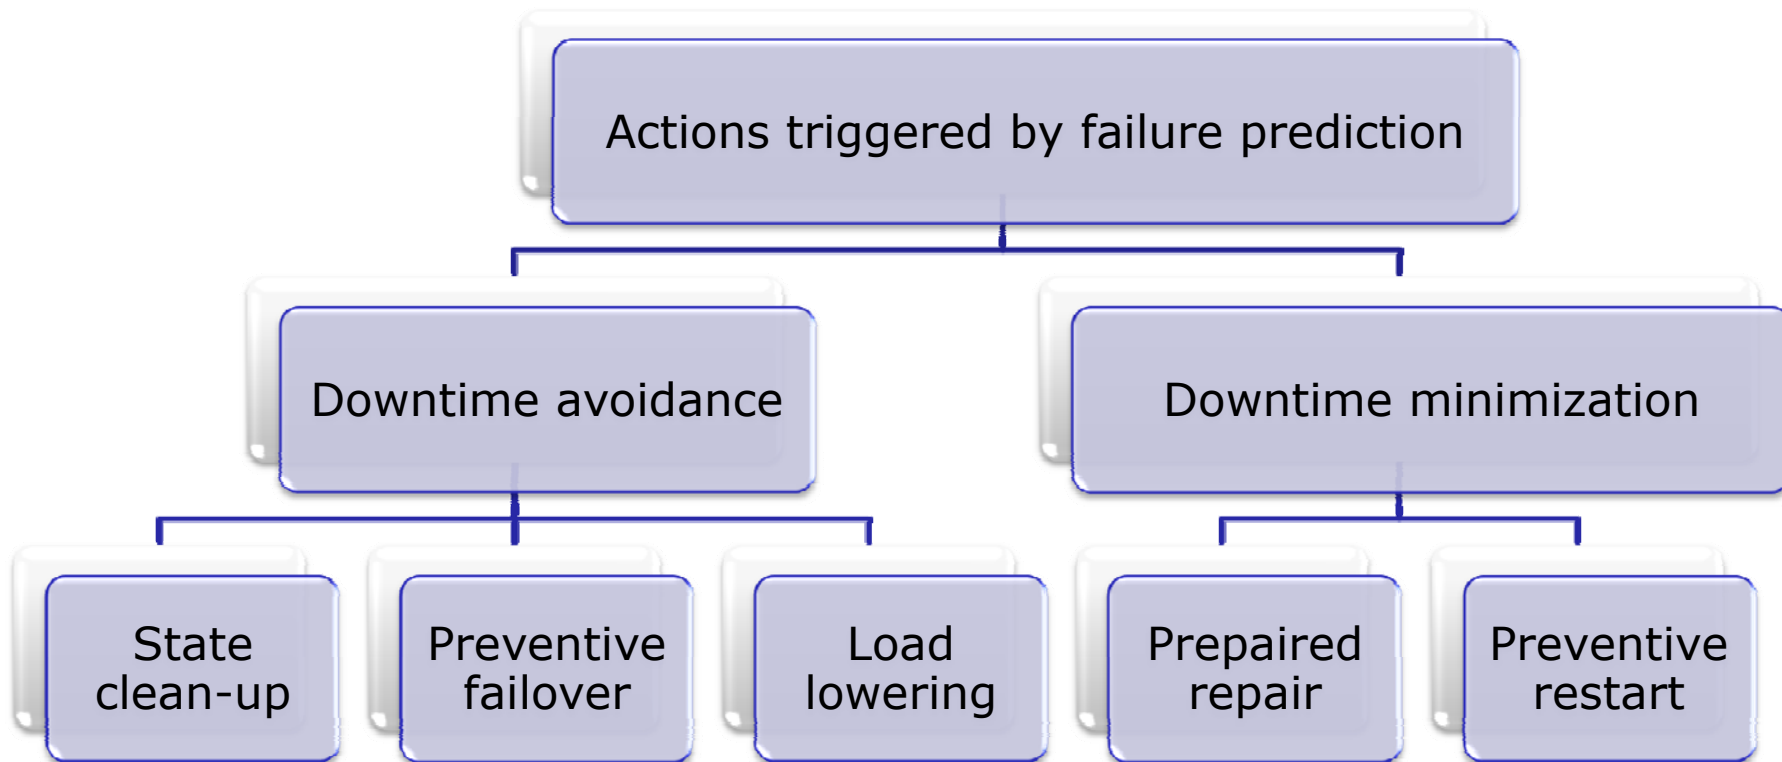 Actions triggered by failure prediction
Downtime avoidance
Downtime minimization
State
clean-up
Preventive
failover
Load
lowering
Prepaired
repair
Preventive
restart